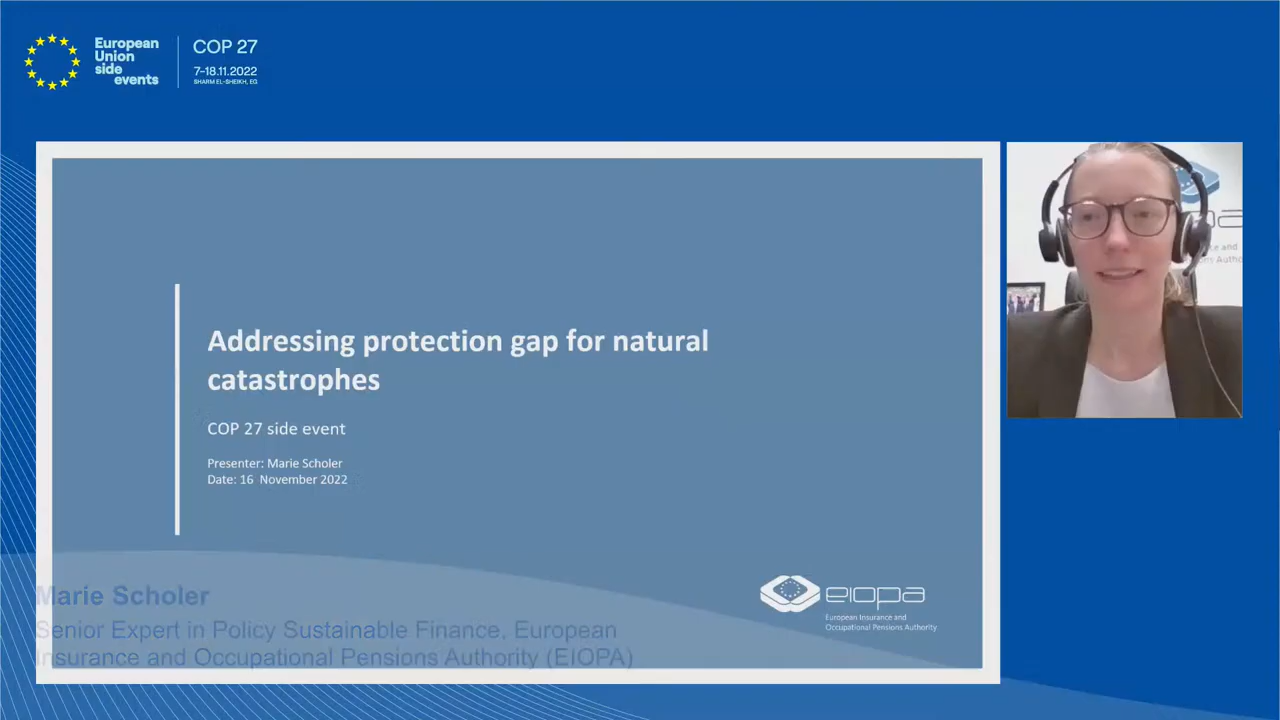 European
Union
side
events
COP 27
7-18.11.2022
SHARM EL-SHEIKH, EG
Addressing protection gap for natural
catastrophes
COP 27 side event
Presenter: Marie Scholer
Date: 16 November 2022
eiopa
European Insurance and
Occupational Pensions Authority
Marie Scholer
Senior Expert in Policy Sustainable Finance, European
Insurance and Occupational Pensions Authority (EIOPA)